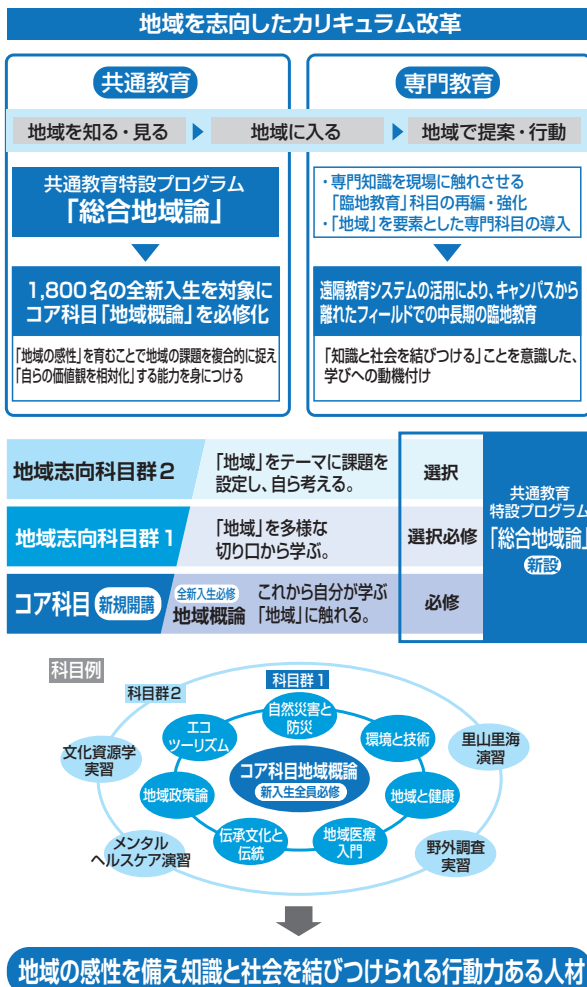 地域を志向したカリキュラム改革
共通教育
専門教育
地域を知る・見る
地域に入る
地域で提案・行動
共通教育特設プログラム
「総合地域論」
1,800名の全新入生を対象に
コア科目「地域概論」を必修化
「地域の感性」を育むことで地域の課題を複合的に捉え
「自らの価値観を相対化」する能力を身につける
・専門知識を現場に触れさせる
「臨地教育」科目の再編・強化
・「地域」を要素とした専門科目の導入
遠隔教育システムの活用により、キャンパスから
離れたフィールドでの中長期の臨地教育
「知識と社会を結びつける」ことを意識した、
学びへの動機付け
地域志向科目群2
「地域」をテーマに課題を
設定し、自ら考える。
選択
地域志向科目群1
「地域」を多様な
切り口から学ぶ。
選択必修
コア科目 新規開講
全新入生必修
地域概論
これから自分が学ぶ
「地域」に触れる。
必修
共通教育
特設プログラム
「総合地域論」
新設
科目例
科目群2
科目群1
自然災害と
防災
エコ
ツーリズム
環境と技術
文化資源学
実習
里山里海
演習
コア科目地域概論
新入生全員必修
地域政策論
地域と健康
伝承文化と
伝統
地域医療
入門
メンタル
ヘルスケア演習
野外調査
実習
地域の感性を備え知識と社会を結びつけられる行動力ある人材